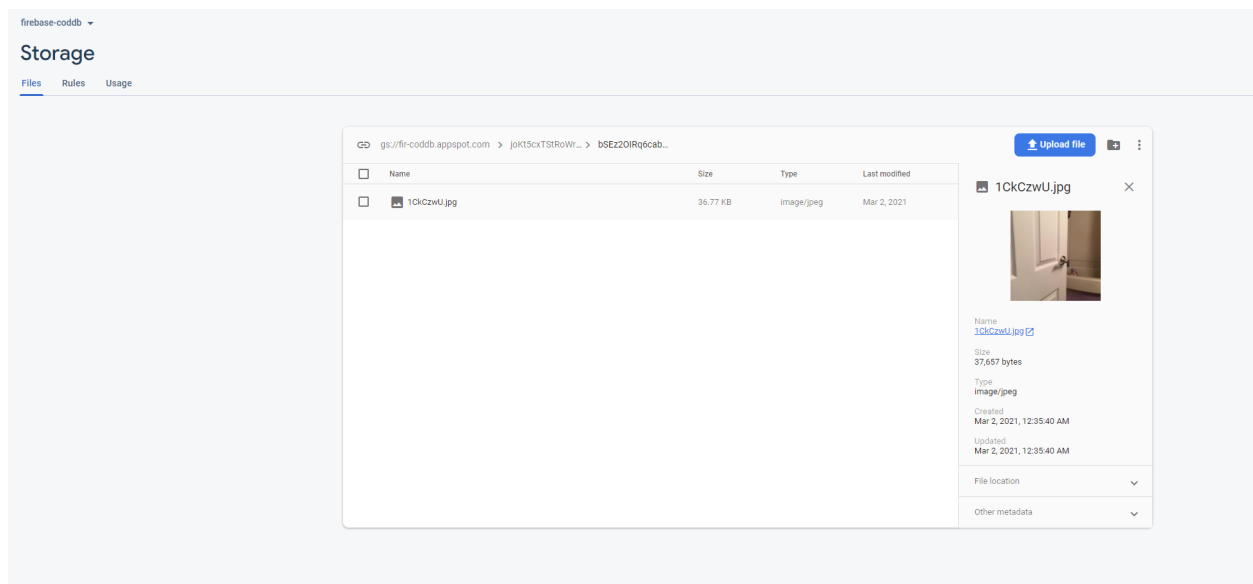 firebase-coddb
Storage
Files Rules Usage
gs://fir-coddb.appspot.com > joKt5cxTStRoWr... > bSEz2OIRq6cab...
Upload file
Name Size Type Last modified
1CkCzwU.jpg 36.77 KB image/jpeg Mar 2, 2021
1CkCzwU.jpg
Name
1CkCzwU.jpg
Size
37,657 bytes
Type
image/jpeg
Created
Mar 2, 2021, 12:35:40 AM
Updated
Mar 2, 2021, 12:35:40 AM
File location
Other metadata